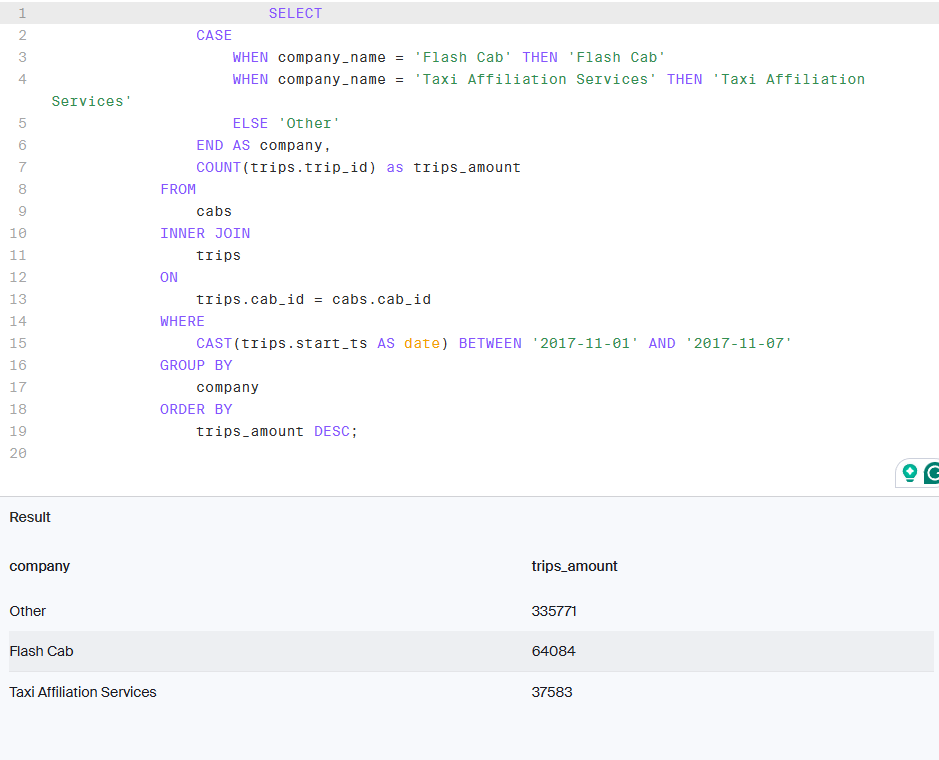 1 SELECT
2 CASE
3 WHEN company_name = 'Flash Cab' THEN 'Flash Cab'
4 WHEN company_name = 'Taxi Affiliation Services' THEN 'Taxi Affiliation
Services'
5 ELSE 'Other'
6 END AS company,
7 COUNT(trips.trip_id) as trips_amount
8 FROM
9 cabs
10 INNER JOIN
11 trips
12 ON
13 trips.cab_id = cabs.cab_id
14 WHERE
15 CAST(trips.start_ts AS date) BETWEEN '2017-11-01' AND '2017-11-07'
16 GROUP BY
17 company
18 ORDER BY
19 trips_amount DESC;
20
Result
company trips_amount
Other 335771
Flash Cab 64084
Taxi Affiliation Services 37583